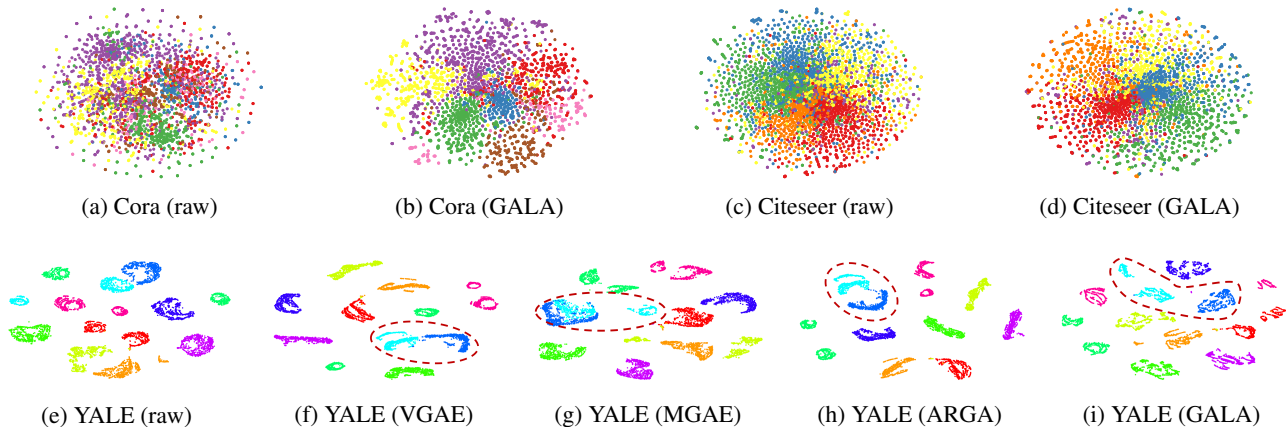 (a) Cora (raw)
(b) Cora (GALA)
(c) Citeseer (raw)
(d) Citeseer (GALA)
(e) YALE (raw)
(f) YALE (VGAE)
(g) YALE (MGAE)
(h) YALE (ARGA)
(i) YALE (GALA)